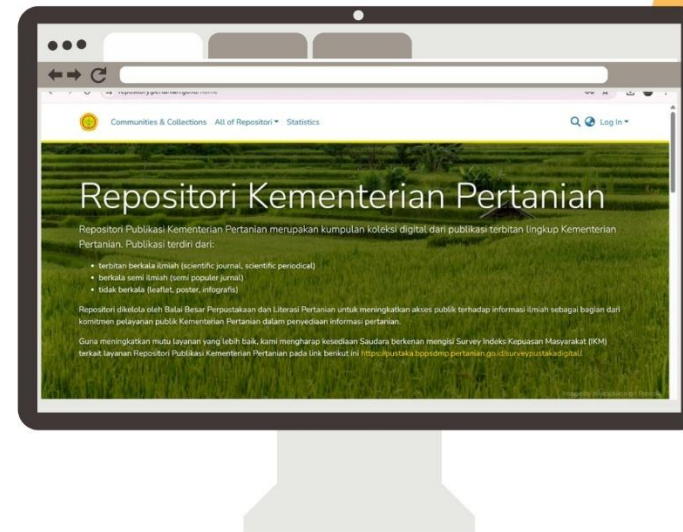 Communities & Collections All of Repositori Statistics Log In
Repositori Kementerian Pertanian
Repositori Publikasi Kementerian Pertanian merupakan kumpulan koleksi digital dari publikasi terbitan lingkup Kementerian
Pertanian. Publikasi terdiri dari:
• terbitan berkala ilmiah (scientific journal, scientific periodical)
• berkala semi ilmiah (semi populer jurnal)
• tidak berkala (leaflet, poster, infografis)
Repositori dikelola oleh Balai Besar Perpustakaan dan Literasi Pertanian untuk meningkatkan akses publik terhadap informasi ilmiah sebagai bagian dari
komitmen pelayanan publik Kementerian Pertanian dalam penyediaan informasi pertanian.
Guna meningkatkan mutu layanan yang lebih baik, kami mengharap kesediaan Saudara berkenan mengisi Survey Indeks Kepuasan Masyarakat (IKM)
terkait layanan Repositori Publikasi Kementerian Pertanian pada link berikut ini https://pustaka.bppsdmp.pertanian.go.id/surveypustakadigital/